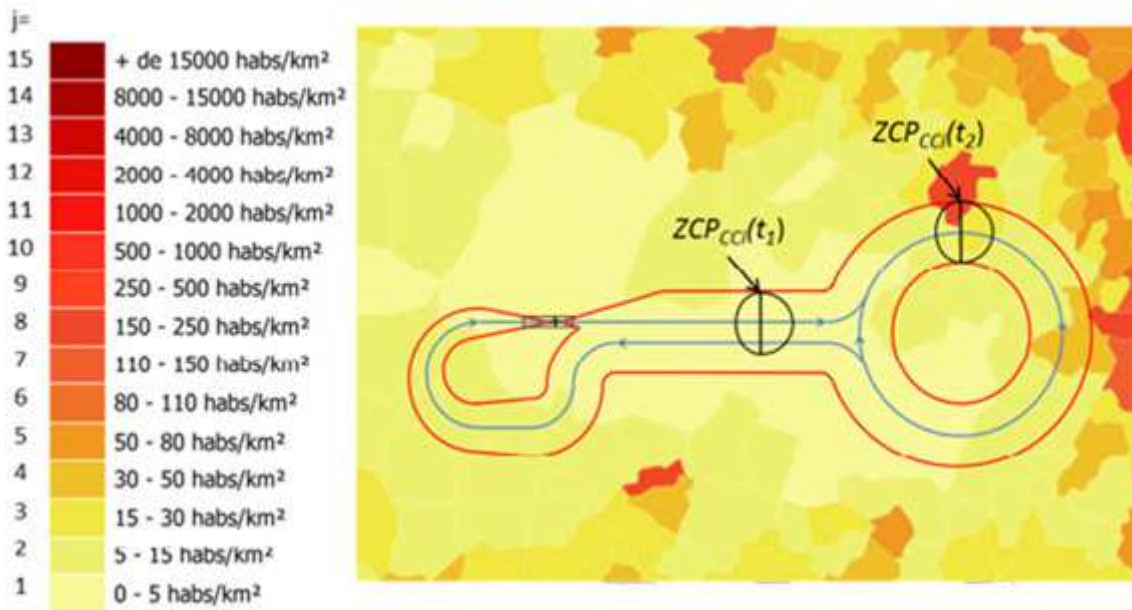 j=
15 + de 15000 habs/km²
14 8000 - 15000 habs/km²
13 4000 - 8000 habs/km²
12 2000 - 4000 habs/km²
11 1000 - 2000 habs/km²
10 500 - 1000 habs/km²
9 250 - 500 habs/km²
8 150 - 250 habs/km²
7 110 - 150 habs/km²
6 80 - 110 habs/km²
5 50 - 80 habs/km²
4 30 - 50 habs/km²
3 15 - 30 habs/km²
2 5 - 15 habs/km²
1 0 - 5 habs/km²
ZCP_CCi(t₂)
ZCP_CCi(t₁)